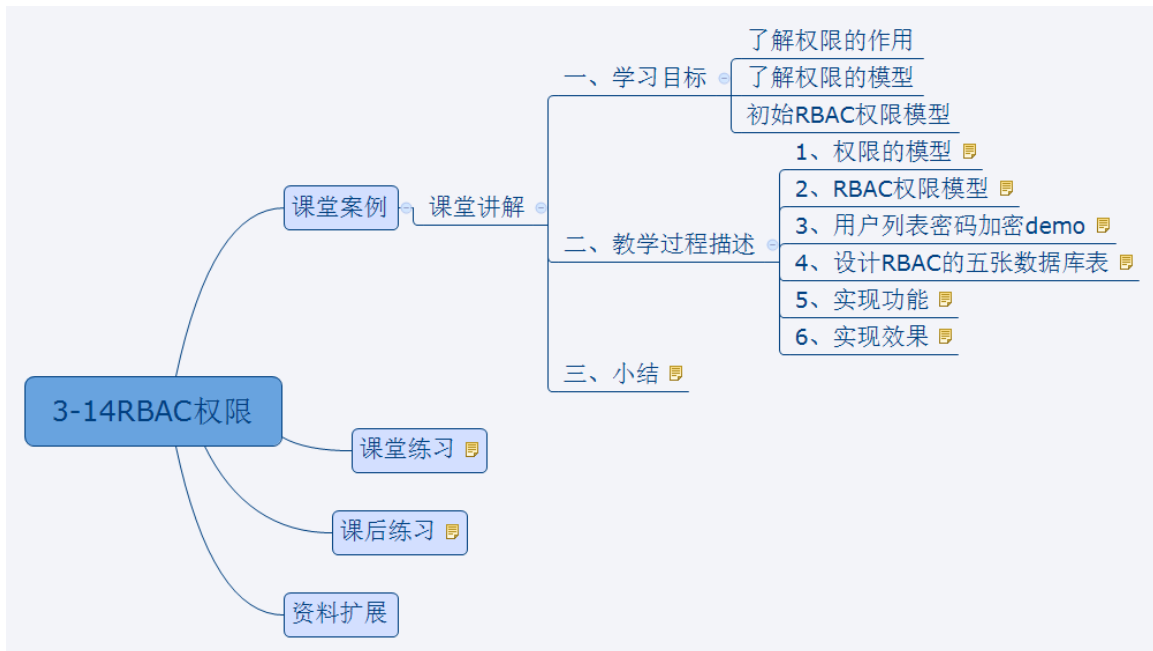 3-14RBAC权限
课堂案例
课堂讲解
一、学习目标
了解权限的作用
了解权限的模型
初始RBAC权限模型
二、教学过程描述
1、权限的模型
2、RBAC权限模型
3、用户列表密码加密demo
4、设计RBAC的五张数据库表
5、实现功能
6、实现效果
三、小结
课堂练习
课后练习
资料扩展